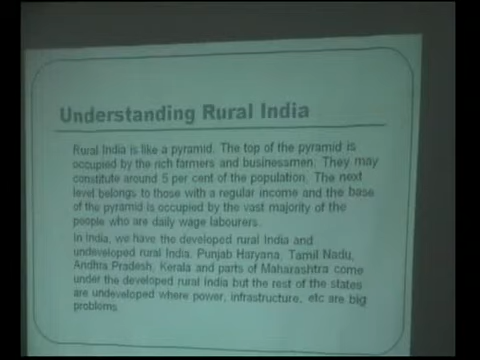 Understanding Rural India
Rural India is like a pyramid. The top of the pyramid is
occupied by the rich farmers and businessmen. They may
constitute around 5 per cent of the population. The next
level belongs to those with a regular income and the base
of the pyramid is occupied by the vast majority of the
people who are daily wage labourers.
In india, we have the developed rural India and
undeveloped rural India. Punjab Haryana, Tamil Nadu,
Andhra Pradesh, Kerala and parts of Maharashtra come
under the developed rural India but the rest of the states
are undeveloped where power, infrastructure, etc are big
problems